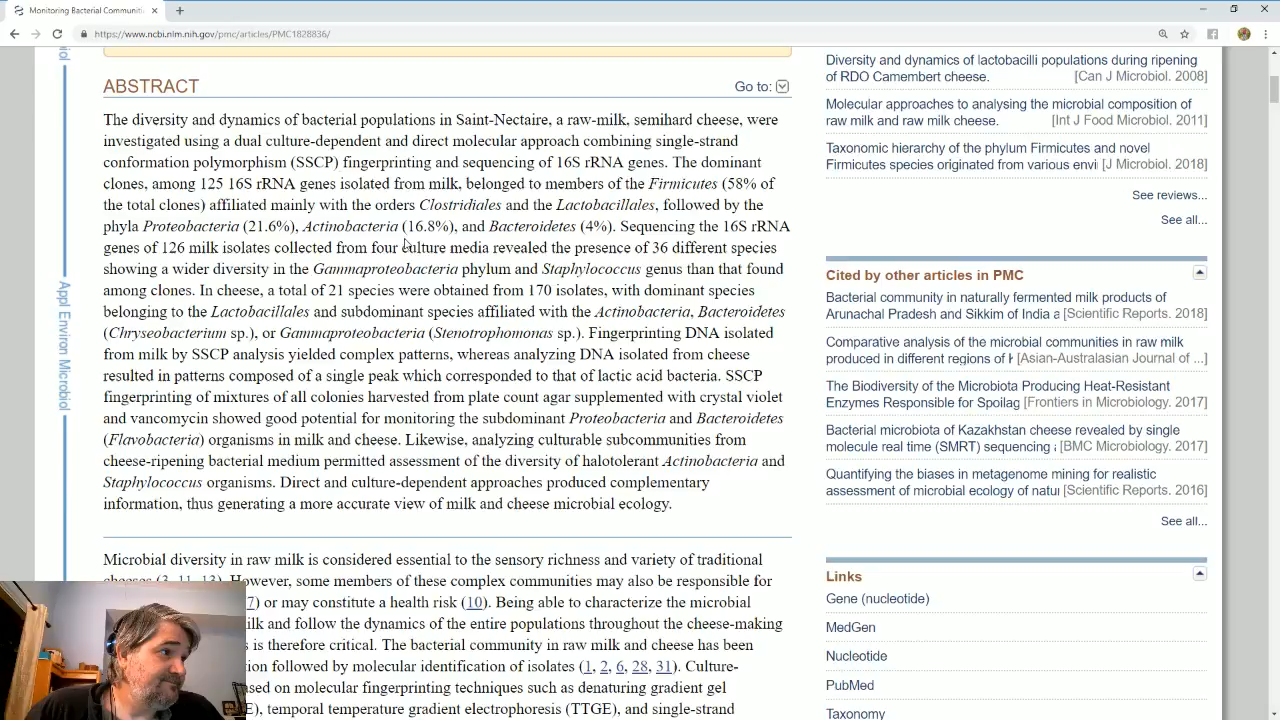 Monitoring Bacterial Communiti
https://www.ncbi.nlm.nih.gov/pmc/articles/PMC1828836/
Appl Environ Microbiol
ABSTRACT
Go to:
The diversity and dynamics of bacterial populations in Saint-Nectaire, a raw-milk, semihard cheese, were
investigated using a dual culture-dependent and direct molecular approach combining single-strand
conformation polymorphism (SSCP) fingerprinting and sequencing of 16S rRNA genes. The dominant
clones, among 125 16S rRNA genes isolated from milk, belonged to members of the Firmicutes (58% of
the total clones) affiliated mainly with the orders Clostridiales and the Lactobacillales, followed by the
phyla Proteobacteria (21.6%), Actinobacteria (16.8%), and Bacteroidetes (4%). Sequencing the 16S rRNA
genes of 126 milk isolates collected from four culture media revealed the presence of 36 different species
showing a wider diversity in the Gammaproteobacteria phylum and Staphylococcus genus than that found
among clones. In cheese, a total of 21 species were obtained from 170 isolates, with dominant species
belonging to the Lactobacillales and subdominant species affiliated with the Actinobacteria, Bacteroidetes
(Chryseobacterium sp.), or Gammaproteobacteria (Stenotrophomonas sp.). Fingerprinting DNA isolated
from milk by SSCP analysis yielded complex patterns, whereas analyzing DNA isolated from cheese
resulted in patterns composed of a single peak which corresponded to that of lactic acid bacteria. SSCP
fingerprinting of mixtures of all colonies harvested from plate count agar supplemented with crystal violet
and vancomycin showed good potential for monitoring the subdominant Proteobacteria and Bacteroidetes
(Flavobacteria) organisms in milk and cheese. Likewise, analyzing culturable subcommunities from
cheese-ripening bacterial medium permitted assessment of the diversity of halotolerant Actinobacteria and
Staphylococcus organisms. Direct and culture-dependent approaches produced complementary
information, thus generating a more accurate view of milk and cheese microbial ecology.
Microbial diversity in raw milk is considered essential to the sensory richness and variety of traditional
However, some members of these complex communities may also be responsible for
7) or may constitute a health risk (10). Being able to characterize the microbial
ilk and follow the dynamics of the entire populations throughout the cheese-making
s is therefore critical. The bacterial community in raw milk and cheese has been
ion followed by molecular identification of isolates (1, 2, 6, 28, 31). Culture-
ased on molecular fingerprinting techniques such as denaturing gradient gel
E), temporal temperature gradient electrophoresis (TTGE), and single-strand
Diversity and dynamics of lactobacilli populations during ripening
of RDO Camembert cheese. [Can J Microbiol. 2008]
Molecular approaches to analysing the microbial composition of
raw milk and raw milk cheese. [Int J Food Microbiol. 2011]
Taxonomic hierarchy of the phylum Firmicutes and novel
Firmicutes species originated from various envi [J Microbiol. 2018]
See reviews...
See all...
Cited by other articles in PMC
Bacterial community in naturally fermented milk products of
Arunachal Pradesh and Sikkim of India a [Scientific Reports. 2018]
Comparative analysis of the microbial communities in raw milk
produced in different regions of [Asian-Australasian Journal of ...]
The Biodiversity of the Microbiota Producing Heat-Resistant
Enzymes Responsible for Spoilag [Frontiers in Microbiology. 2017]
Bacterial microbiota of Kazakhstan cheese revealed by single
molecule real time (SMRT) sequencing [BMC Microbiology. 2017]
Quantifying the biases in metagenome mining for realistic
assessment of microbial ecology of natu [Scientific Reports. 2016]
See all...
Links
Gene (nucleotide)
MedGen
Nucleotide
PubMed
Taxonomy